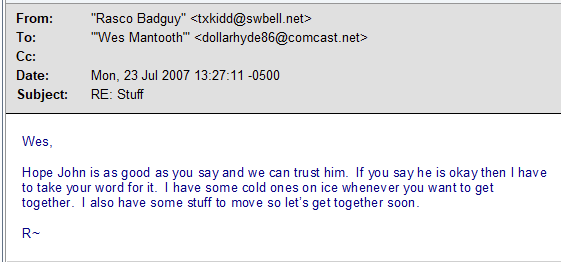 From: "Rasco Badguy" <txkidd@swbell.net>
To: "'Wes Mantooth'" <dollarhyde86@comcast.net>
Cc:
Date: Mon, 23 Jul 2007 13:27:11 -0500
Subject: RE: Stuff
Wes,
Hope John is as good as you say and we can trust him.  If you say he is okay then I have
to take your word for it.  I have some cold ones on ice whenever you want to get
together.  I also have some stuff to move so let's get together soon.
R~